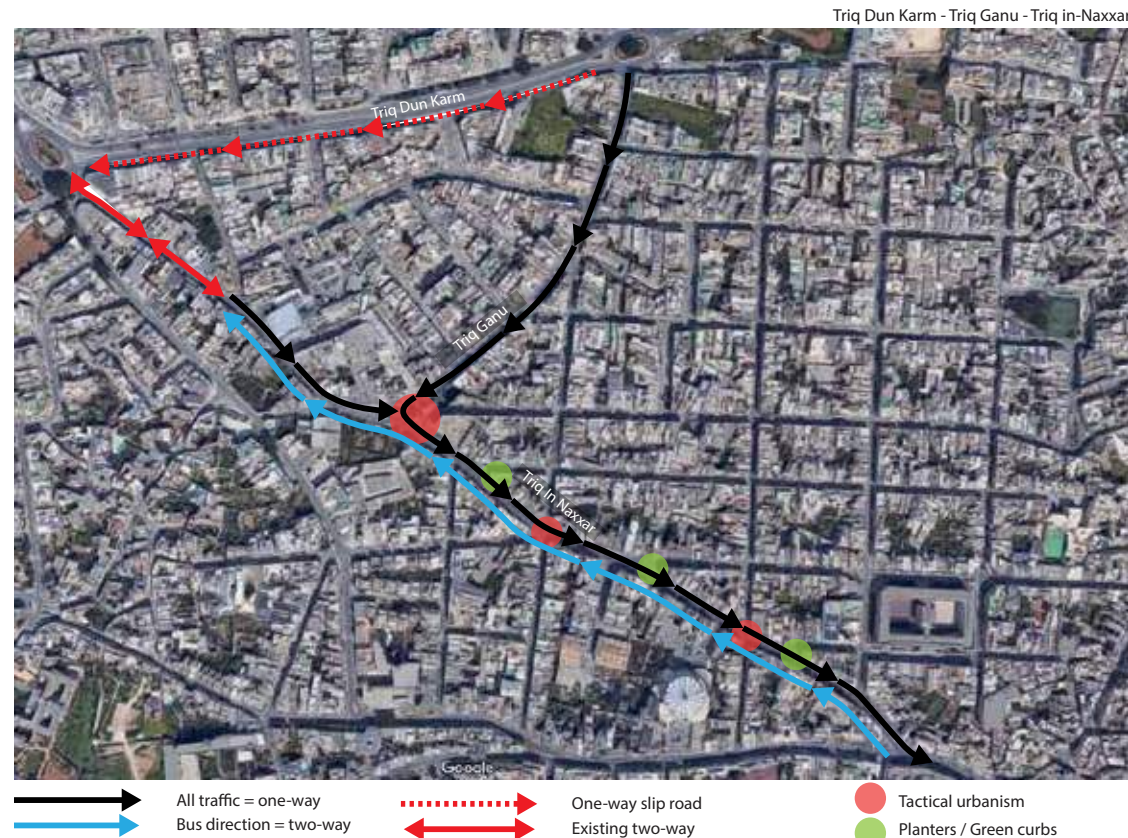 Triq Dun Karm - Triq Ganu - Triq in-Naxxar
Triq Dun Karm
Triq Ganu
Triq In Naxxar
Google
All traffic = one-way
One-way slip road
Tactical urbanism
Bus direction = two-way
Existing two-way
Planters / Green curbs